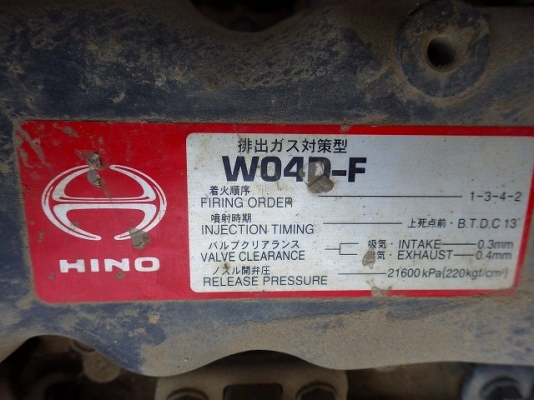 HINO
排出ガス対策型
W04D-F
着火順序
FIRING ORDER 1-3-4-2
噴射時期
INJECTION TIMING 上死点前・B.T.D.C 13°
バルブクリアランス
VALVE CLEARANCE
吸気・INTAKE 0.3mm
気・EXHAUST 0.4mm
ノズル開弁圧
RELEASE PRESSURE 21600kPa(220kgf/cm²)